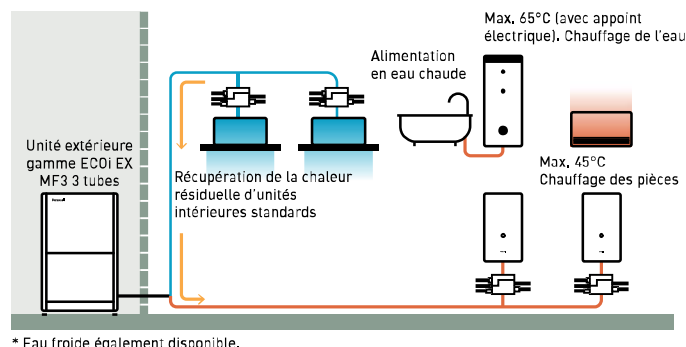 Max. 65°C (avec appoint
électrique). Chauffage de l'eau
Alimentation
en eau chaude
Unité extérieure
gamme ECOi EX
MF3 3 tubes
Récupération de la chaleur
résiduelle d'unités
intérieures standards
Max. 45°C
Chauffage des pièces
* Eau froide également disponible.